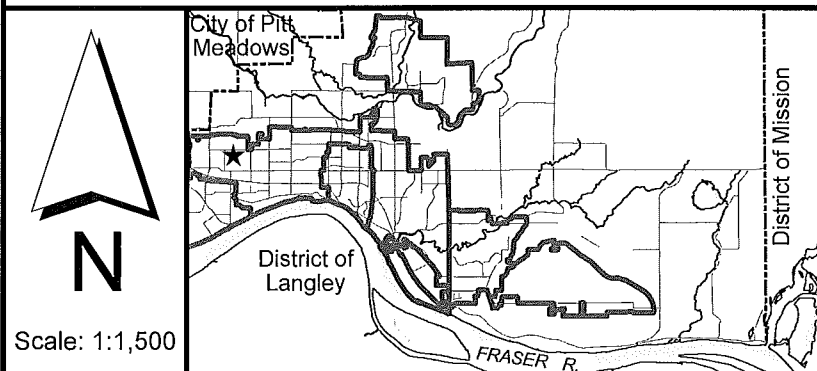 City of Pitt
Meadows
N
Scale: 1:1,500
District of
Langley
District of Mission
FRASER R.